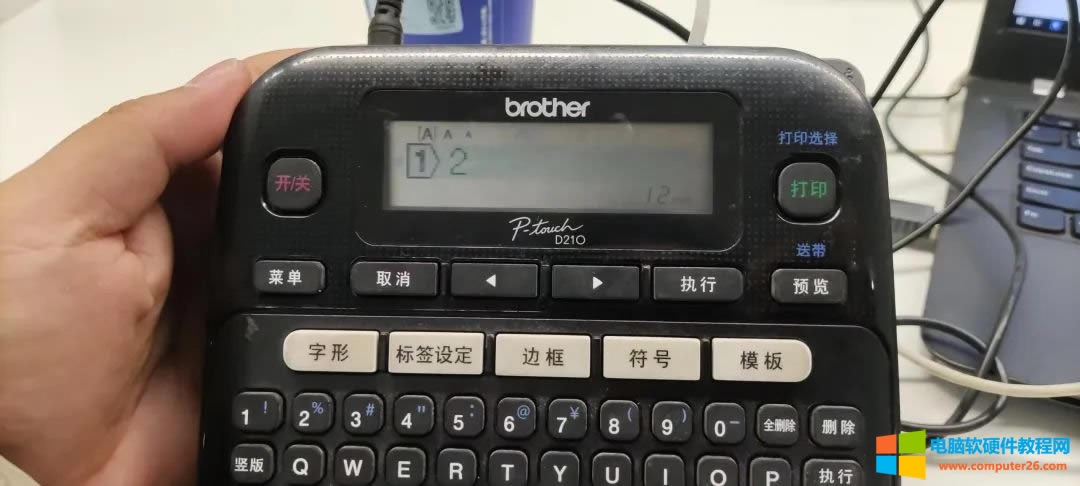 brother
A A A
1 2
12
P-touch
D210
开/关
打印选择
打印
送带
菜单 取消 ◀ ▶ 执行 预览
字形 标签设定 边框 符号 模板
1 ! 2 % 3 # 4 " 5 : 6 @ 7 ¥ 8 ( 9 ) 0 — 全删除 删除
竖版 Q W E R T Y U I O P 执行
电脑软硬件教程网
www.computer26.com